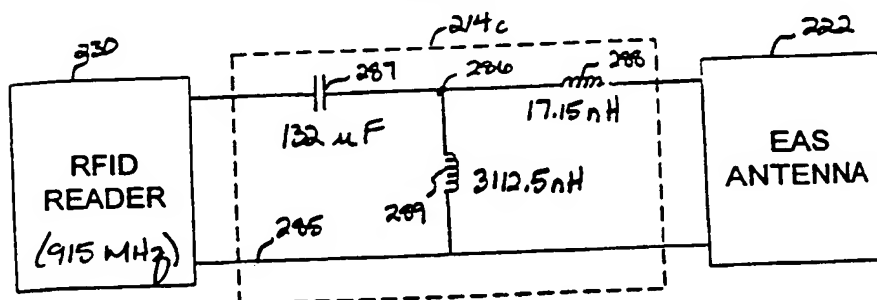 230
214c
222
287
286
288
132 uF
17.15nH
RFID
READER
(915 MHz)
289
3112.5nH
EAS
ANTENNA
285